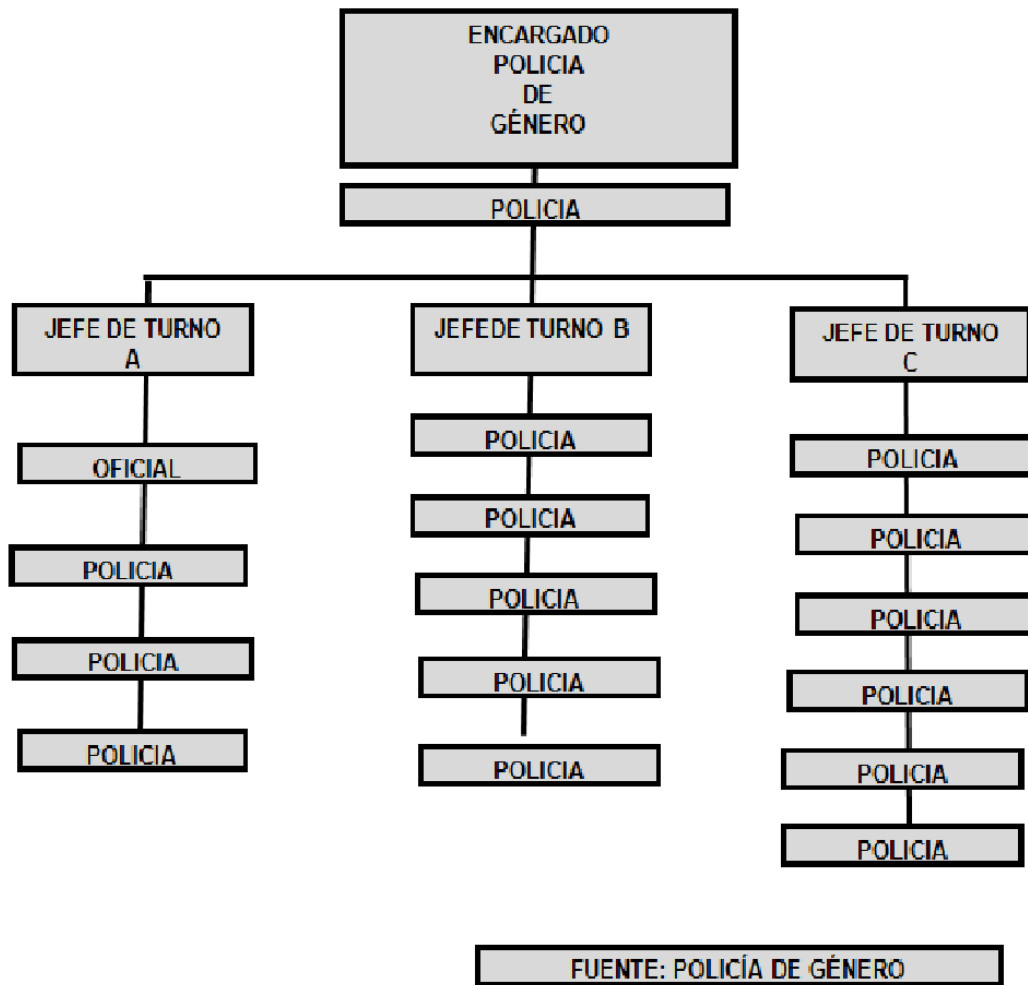 ENCARGADO
POLICIA
DE
GÉNERO
POLICIA
JEFE DE TURNO
A
OFICIAL
POLICIA
POLICIA
POLICIA
JEFEDE TURNO B
POLICIA
POLICIA
POLICIA
POLICIA
POLICIA
JEFE DE TURNO
C
POLICIA
POLICIA
POLICIA
POLICIA
POLICIA
POLICIA
FUENTE: POLICÍA DE GÉNERO